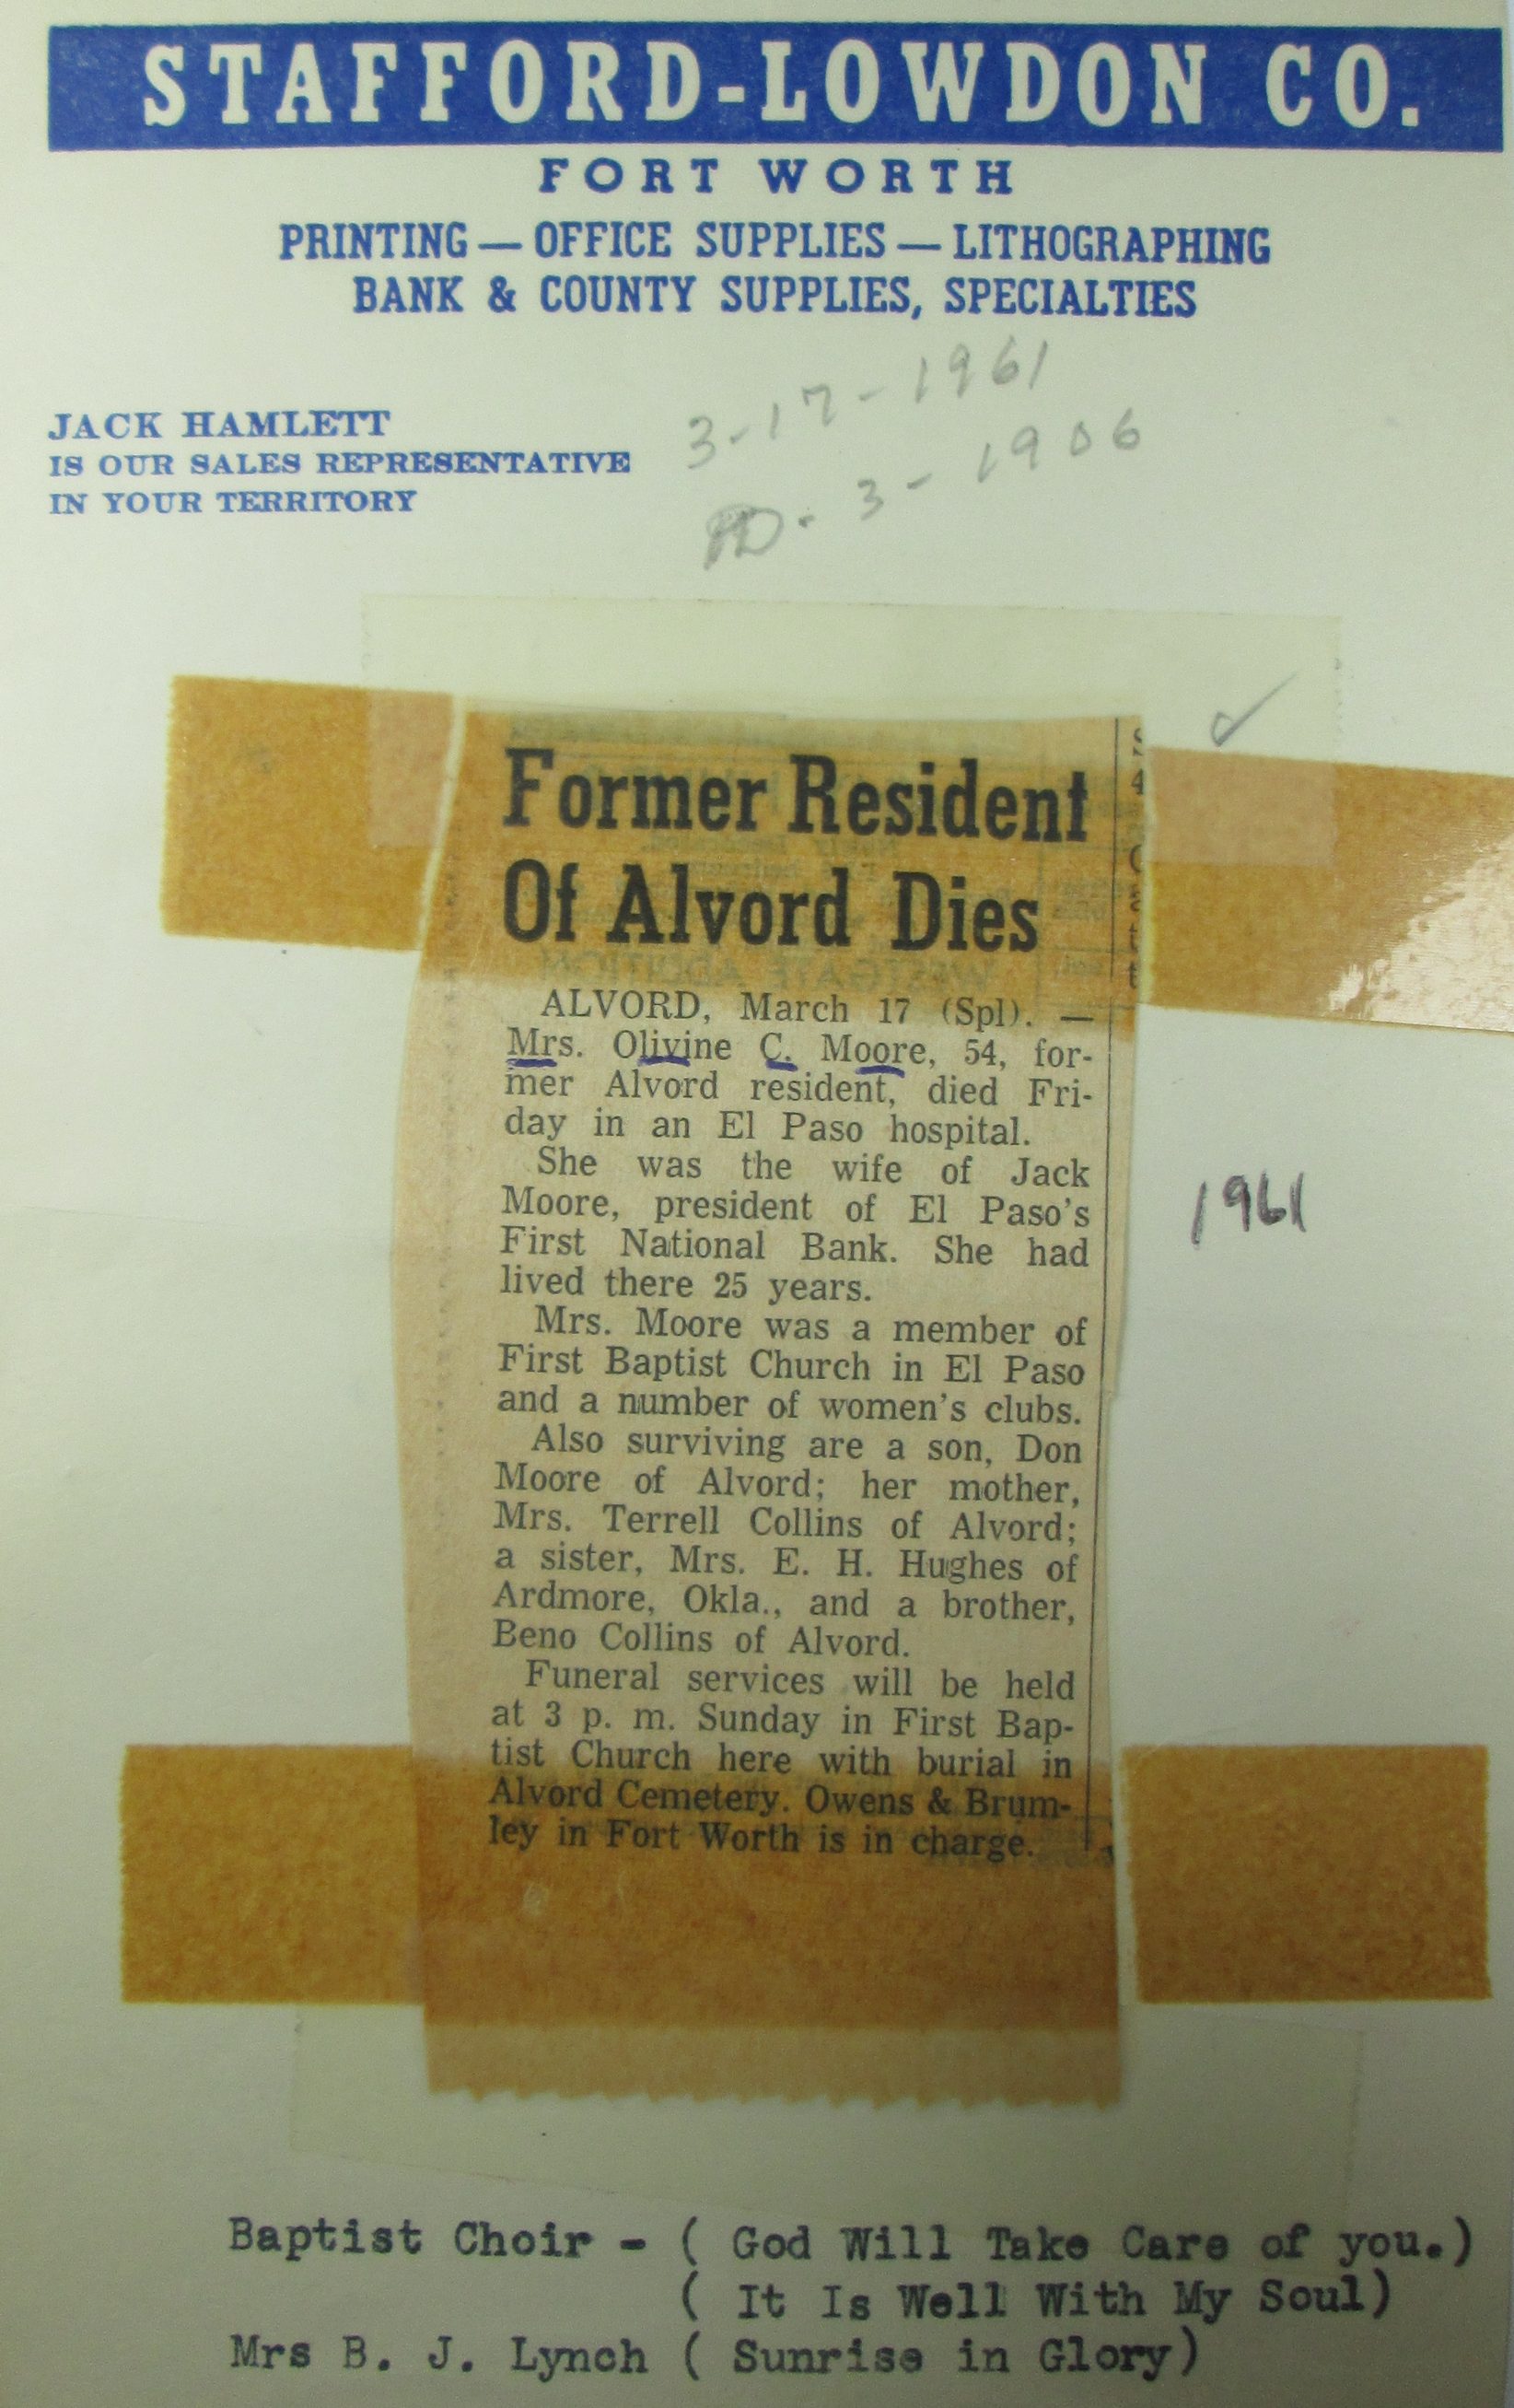 STAFFORD-LOWDON CO.
FORT WORTH
PRINTING — OFFICE SUPPLIES — LITHOGRAPHING
BANK & COUNTY SUPPLIES, SPECIALTIES
JACK HAMLETT
IS OUR SALES REPRESENTATIVE
IN YOUR TERRITORY
3-17-1961
3-1906
Former Resident
Of Alvord Dies
ALVORD, March 17 (Spl). —
Mrs. Olivine C. Moore, 54, for-
mer Alvord resident, died Fri-
day in an El Paso hospital.
She was the wife of Jack
Moore, president of El Paso's
First National Bank. She had
lived there 25 years.
Mrs. Moore was a member of
First Baptist Church in El Paso
and a number of women's clubs.
Also surviving are a son, Don
Moore of Alvord; her mother,
Mrs. Terrell Collins of Alvord;
a sister, Mrs. E. H. Hughes of
Ardmore, Okla., and a brother,
Beno Collins of Alvord.
Funeral services will be held
at 3 p. m. Sunday in First Bap-
tist Church here with burial in
Alvord Cemetery. Owens & Brum-
ley in Fort Worth is in charge.
1961
Baptist Choir - ( God Will Take Care of you.)
( It Is Well With My Soul)
Mrs B. J. Lynch ( Sunrise in Glory)